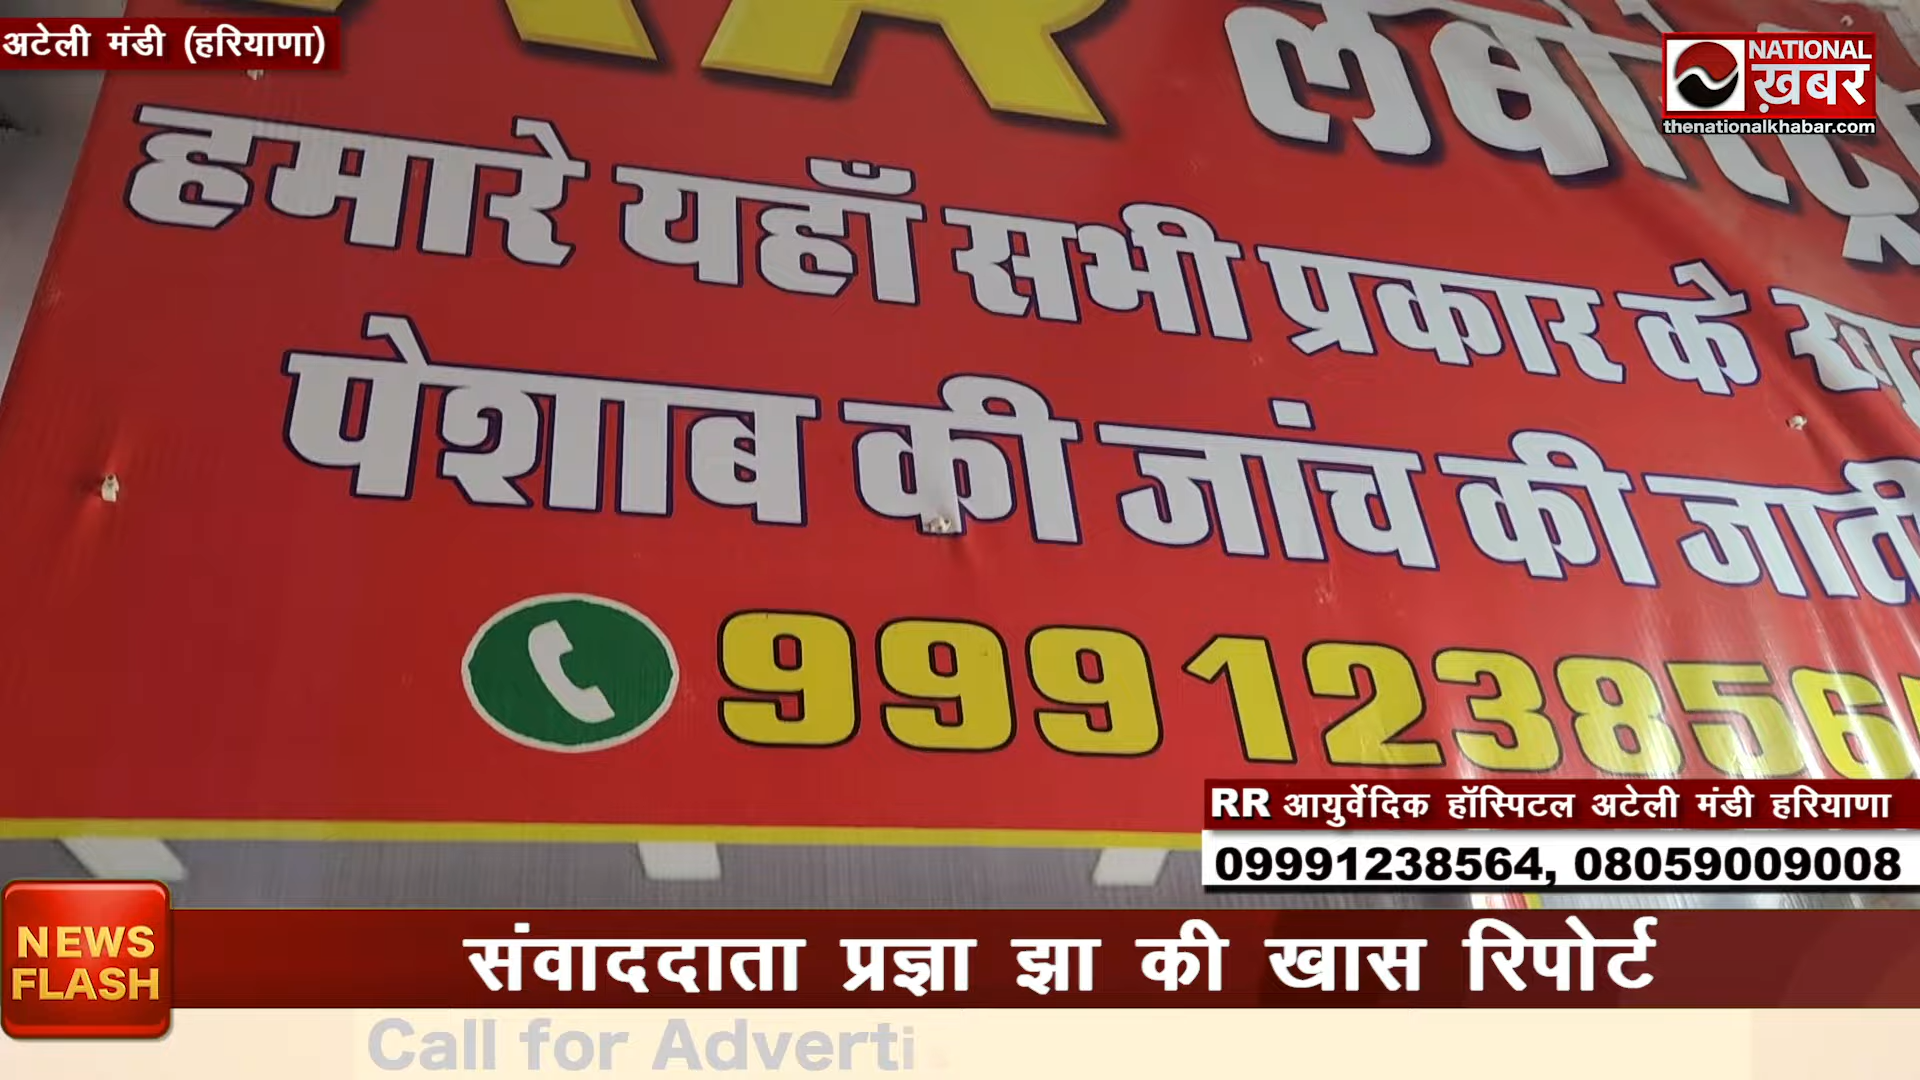 अटेली मंडी (हरियाणा)
NATIONAL
ख़बर
thenationalkhabar.com
हमारे यहाँ सभी प्रकार के
पेशाब की जांच की जाती
999123856
RR आयुर्वेदिक हॉस्पिटल अटेली मंडी हरियाणा
09991238564, 08059009008
NEWS
FLASH
संवाददाता प्रज्ञा झा की खास रिपोर्ट
Call for Adverti